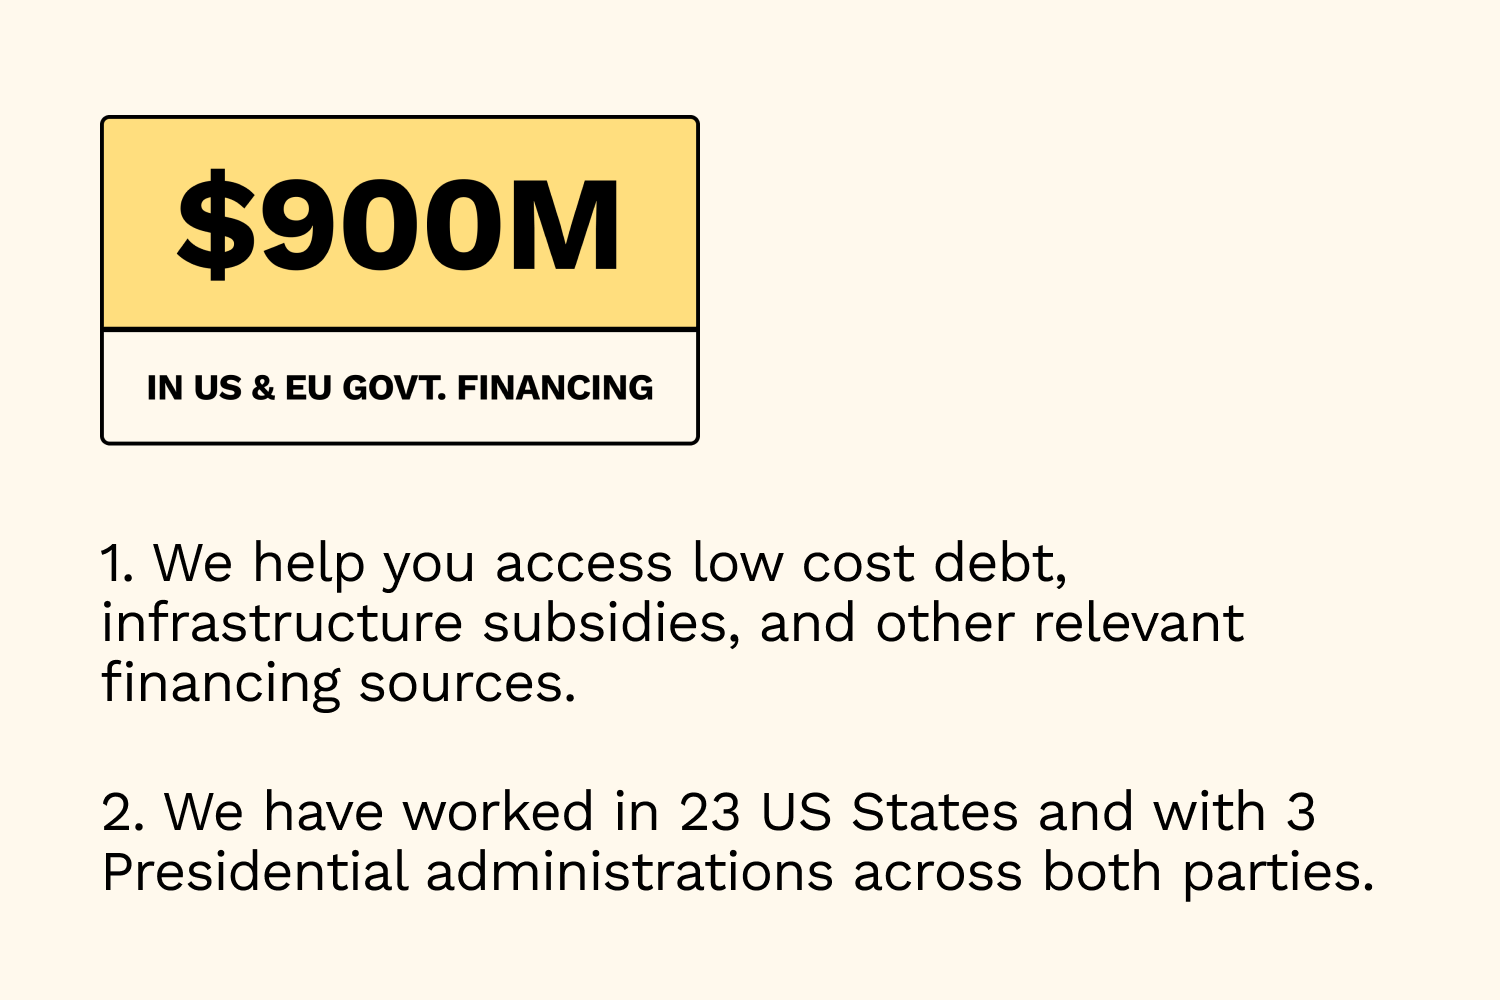 $900M
IN US & EU GOVT. FINANCING
1. We help you access low cost debt,
infrastructure subsidies, and other relevant
financing sources.
2. We have worked in 23 US States and with 3
Presidential administrations across both parties.